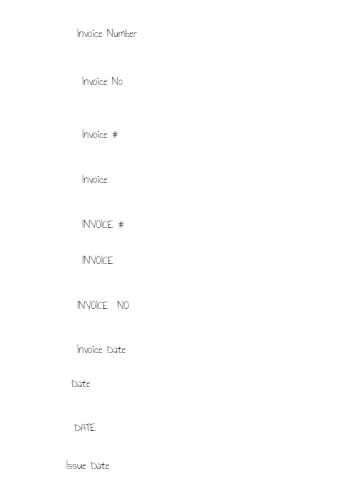 Invoice Number
Invoice No
Invoice #
Invoice
INVOICE #
INVOICE
INVOICE NO
Invoice Date
Date
DATE
Issue Date